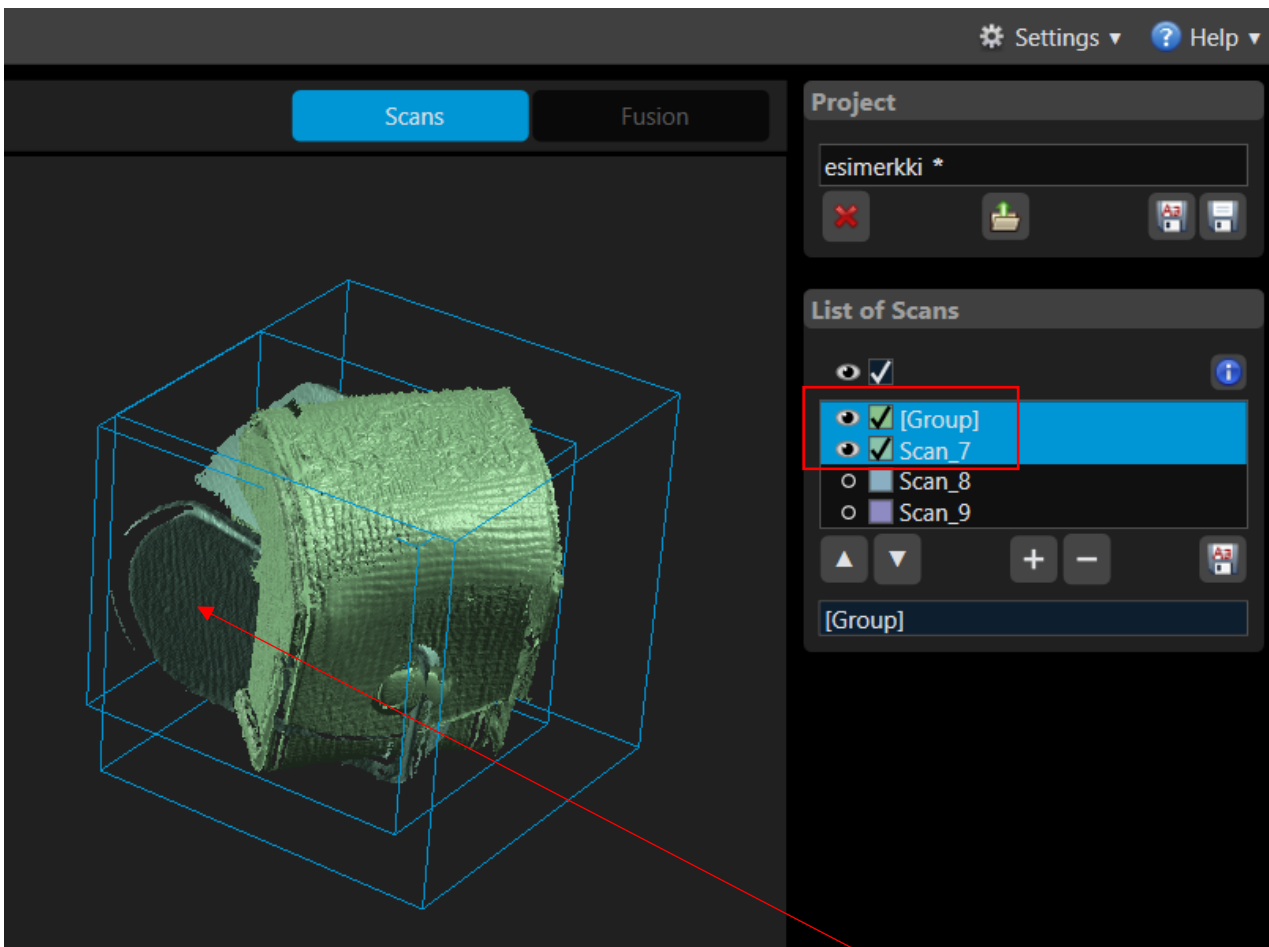 Settings ▼ Help ▼
Scans Fusion
Project
esimerkki *
List of Scans
[Group]
Scan_7
Scan_8
Scan_9
[Group]